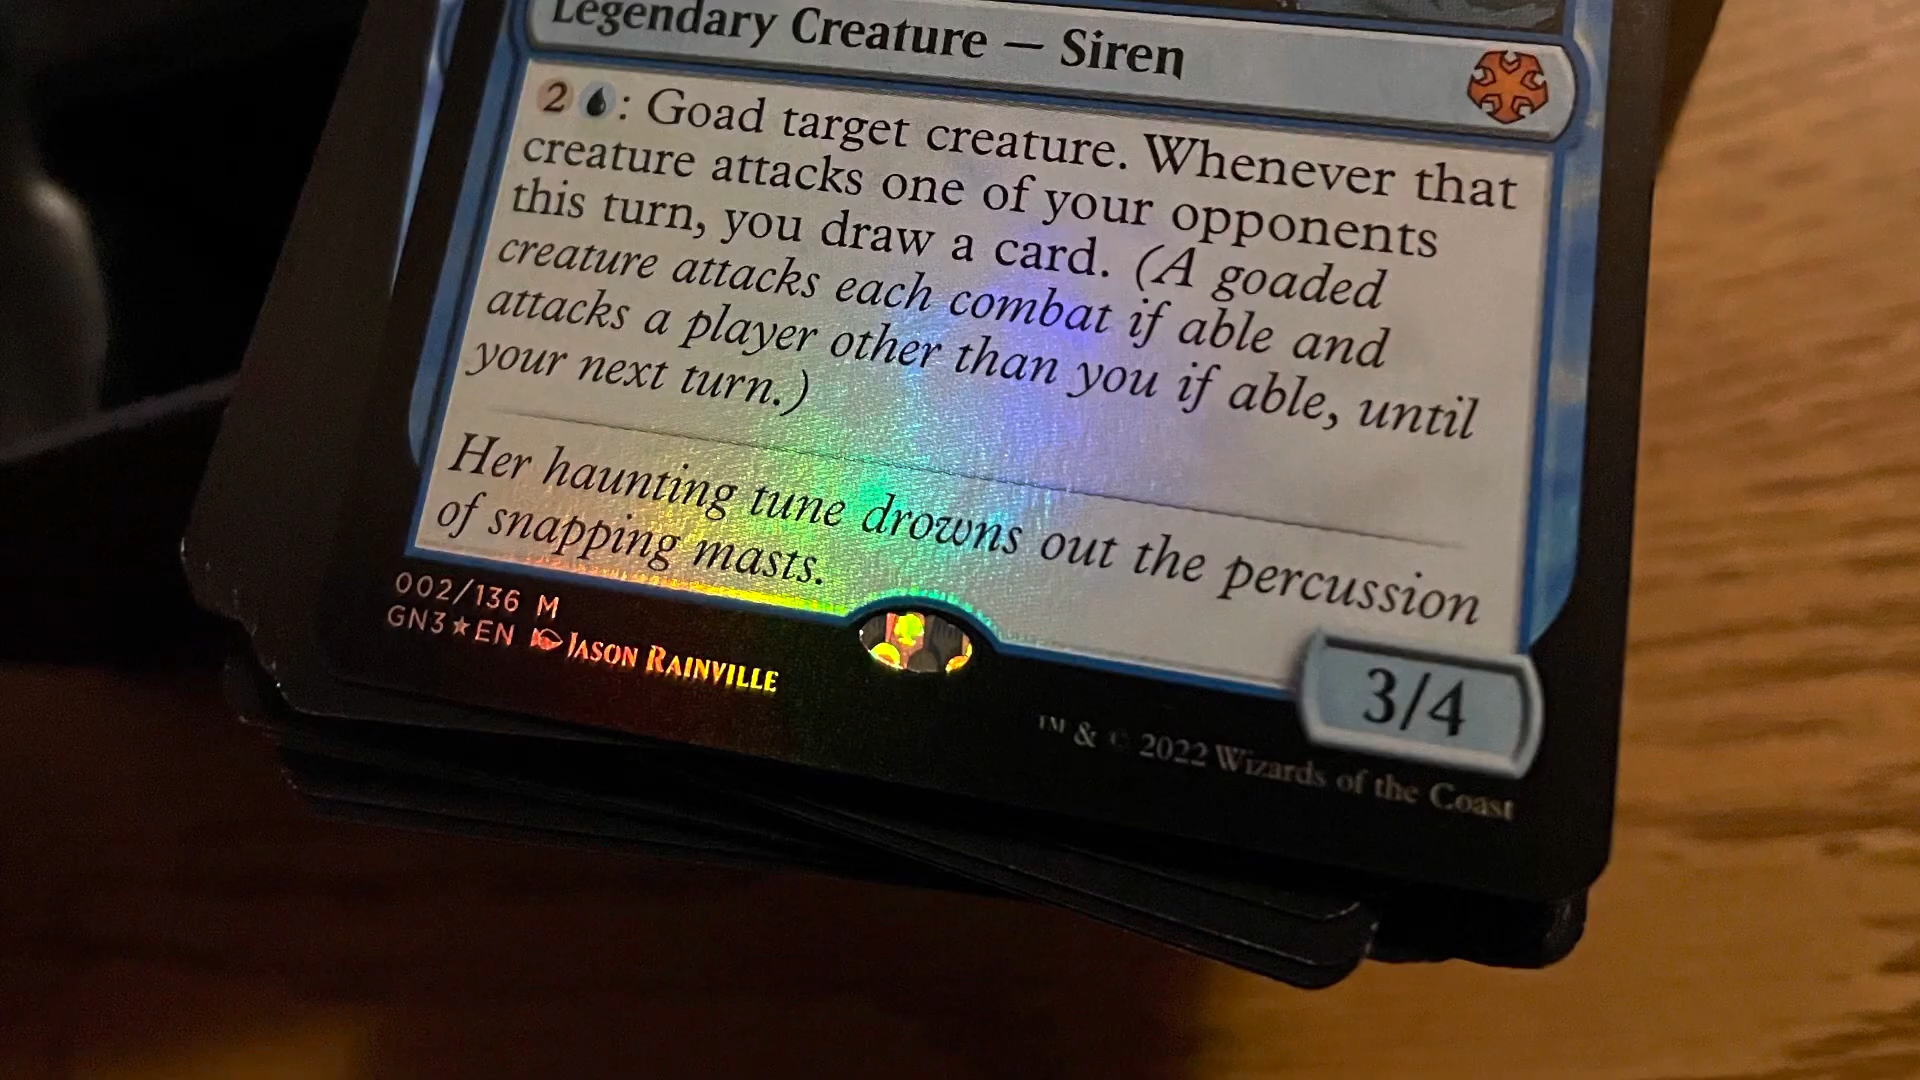 Legendary Creature — Siren
2 : Goad target creature. Whenever that
creature attacks one of your opponents
this turn, you draw a card. (A goaded
creature attacks each combat if able and
attacks a player other than you if able, until
your next turn.)
Her haunting tune drowns out the percussion
of snapping masts.
002/136 M
GN3★EN Jason Rainville
3/4
™ & © 2022 Wizards of the Coast